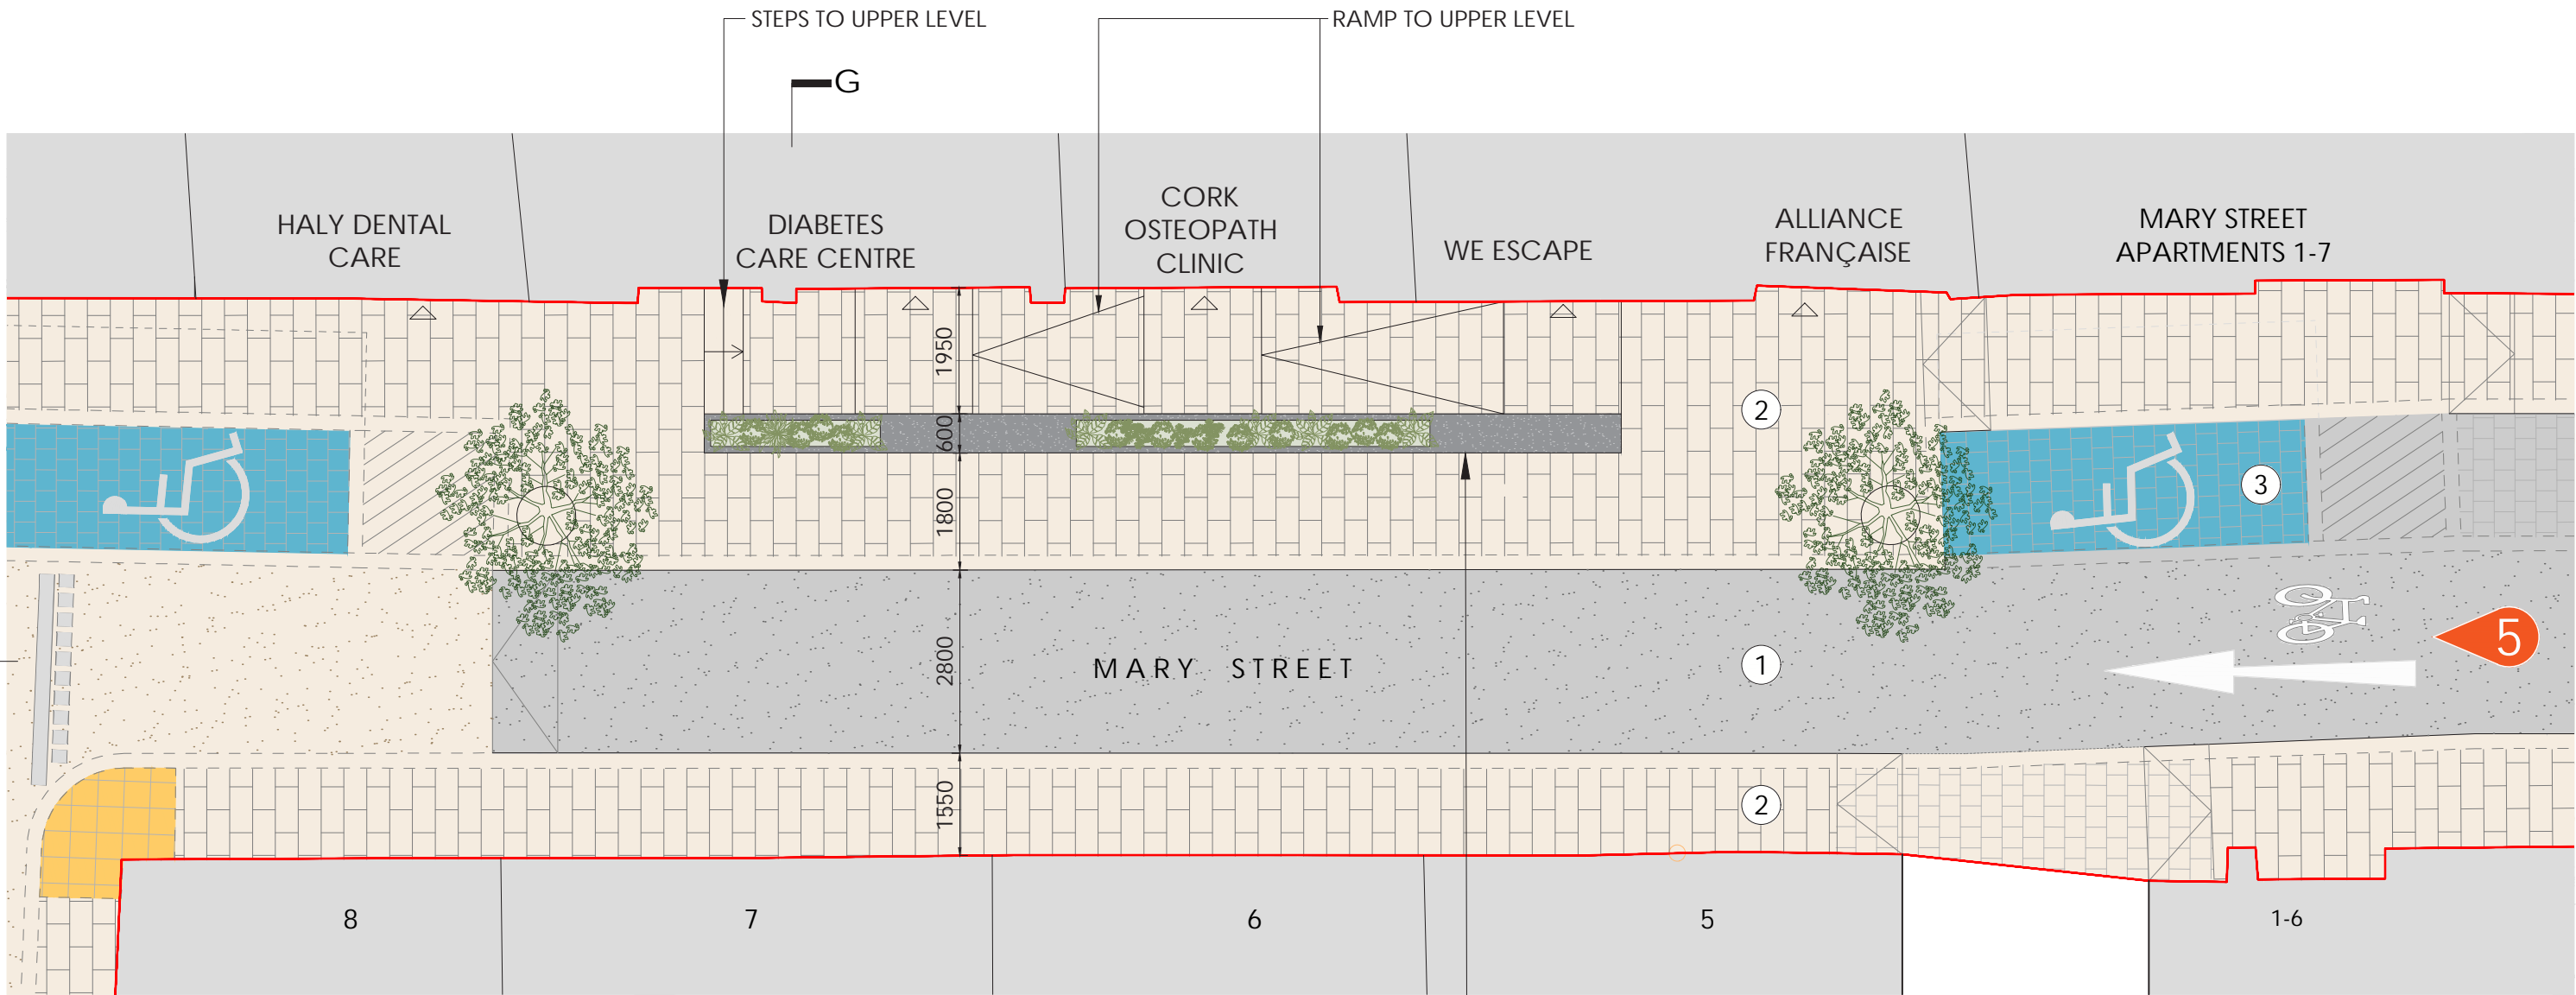 STEPS TO UPPER LEVEL
RAMP TO UPPER LEVEL
G
HALY DENTAL
CARE
DIABETES
CARE CENTRE
CORK
OSTEOPATH
CLINIC
WE ESCAPE
ALLIANCE
FRANÇAISE
MARY STREET
APARTMENTS 1-7
1950
600
1800
2800
1550
2
3
MARY STREET
1
5
2
8
7
6
5
1-6